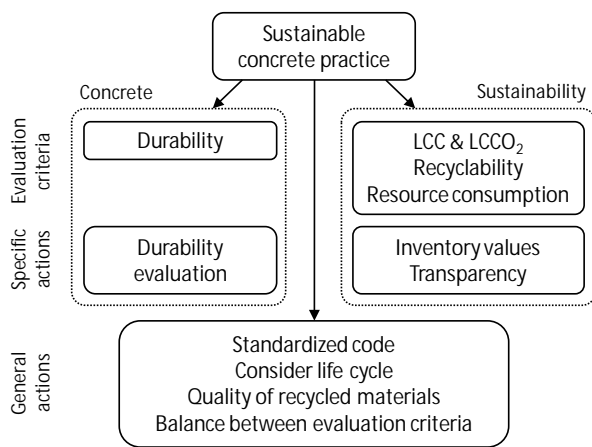 Sustainable
concrete practice
Concrete
Sustainability
Evaluation
criteria
Durability
LCC & LCCO₂
Recyclability
Resource consumption
Specific
actions
Durability
evaluation
Inventory values
Transparency
General
actions
Standardized code
Consider life cycle
Quality of recycled materials
Balance between evaluation criteria